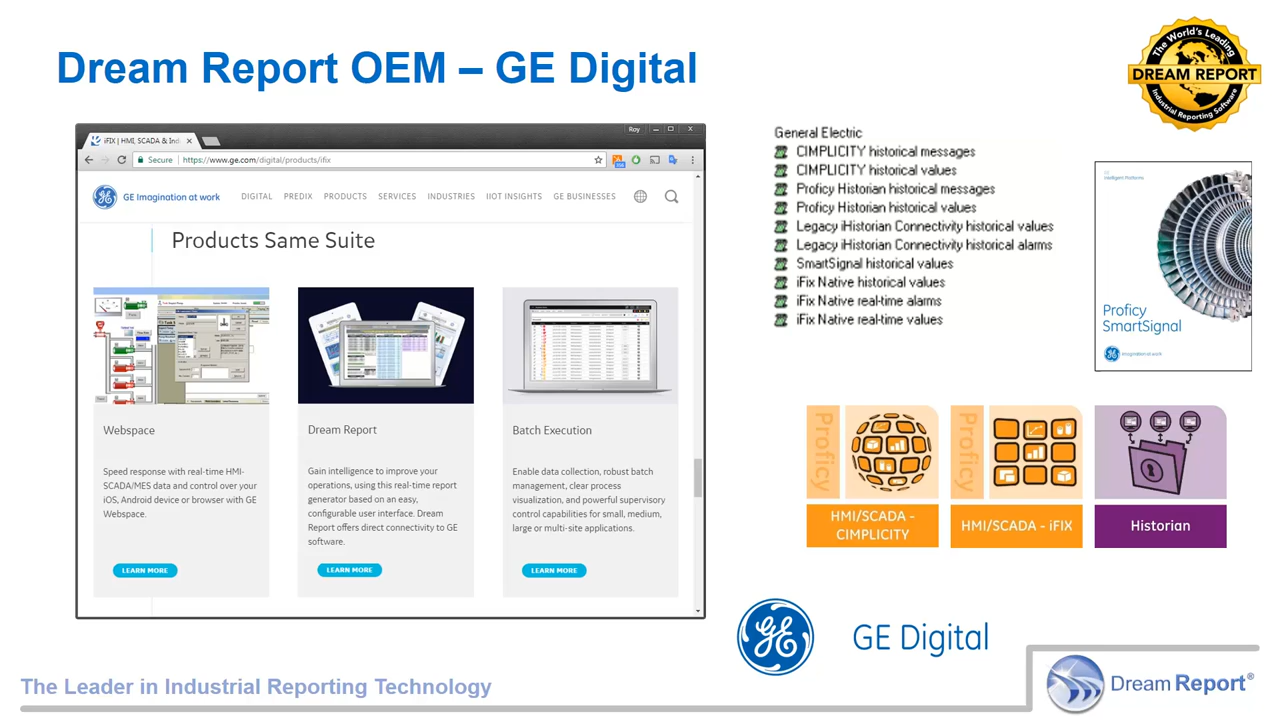 Dream Report OEM – GE Digital
The World's Leading
DREAM REPORT
Industrial Reporting Software
Roy
iFIX | HMI, SCADA & Ind
Secure
https://www.ge.com/digital/products/ifix
GE Imagination at work
DIGITAL PREDIX PRODUCTS SERVICES INDUSTRIES IIOT INSIGHTS GE BUSINESSES
Products Same Suite
Webspace
Speed response with real-time HMI-
SCADA/MES data and control over your
iOS, Android device or browser with GE
Webspace.
LEARN MORE
Dream Report
Gain intelligence to improve your
operations, using this real-time report
generator based on an easy,
configurable user interface. Dream
Report offers direct connectivity to GE
software.
LEARN MORE
Batch Execution
Enable data collection, robust batch
management, clear process
visualization, and powerful supervisory
control capabilities for small, medium,
large or multi-site applications.
LEARN MORE
General Electric
CIMPLICITY historical messages
CIMPLICITY historical values
Proficy Historian historical messages
Proficy Historian historical values
Legacy iHistorian Connectivity historical values
Legacy iHistorian Connectivity historical alarms
SmartSignal historical values
iFix Native historical values
iFix Native real-time alarms
iFix Native real-time values
GE
Intelligent Platforms
Proficy
SmartSignal
imagination at work
Proficy
HMI/SCADA -
CIMPLICITY
Proficy
HMI/SCADA - iFIX
Historian
GE
GE Digital
The Leader in Industrial Reporting Technology
Dream Report®